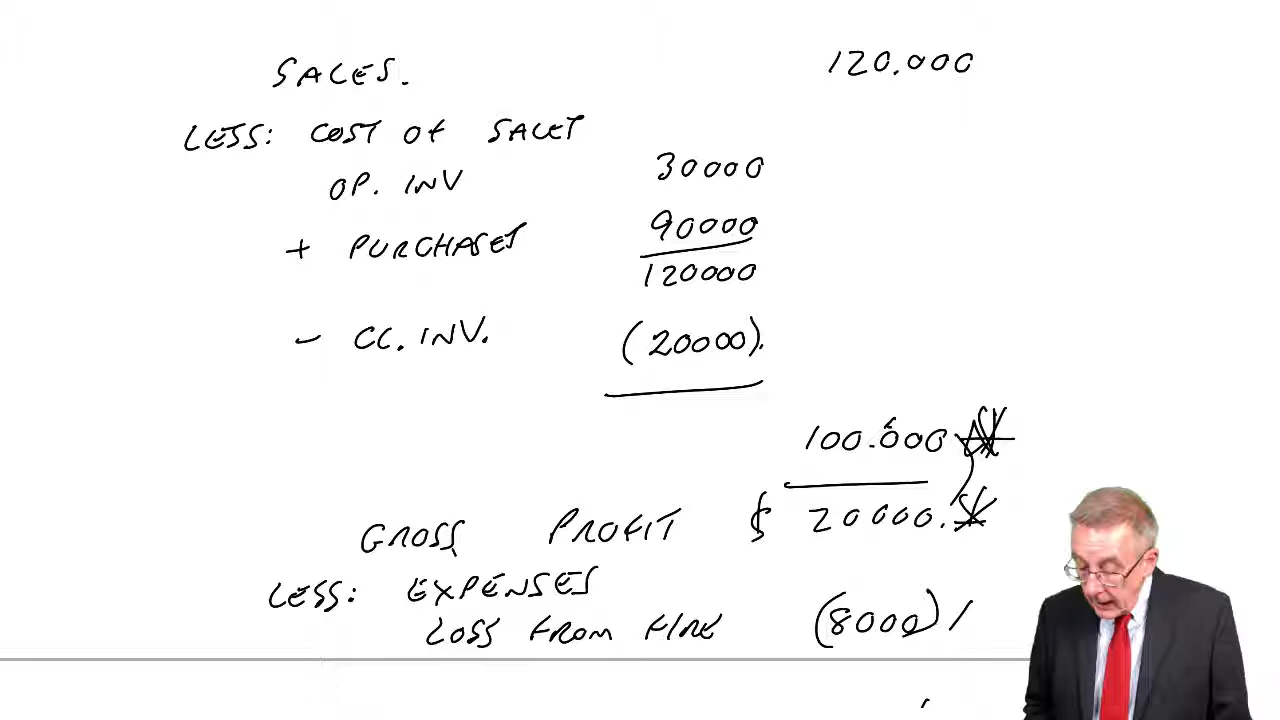 SALES. 120.000
LESS: COST OF SALES
OP. INV 30000
+ PURCHASES 90000
120000
- CL. INV. (20000).
100.000
GROSS PROFIT $ 20000.
LESS: EXPENSES
LOSS FROM FIRE (8000)